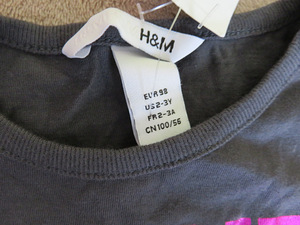 H&M
EUR 98
US 2-3Y
FR 2-3A
CN 100/56